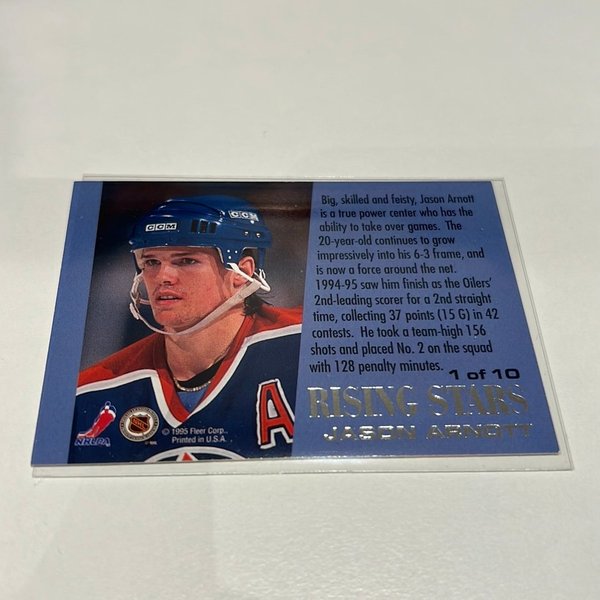 CCM
CCM
Big, skilled and feisty, Jason Arnott
is a true power center who has the
ability to take over games. The
20-year-old continues to grow
impressively into his 6-3 frame, and
is now a force around the net.
1994-95 saw him finish as the Oilers'
2nd-leading scorer for a 2nd straight
time, collecting 37 points (15 G) in 42
contests. He took a team-high 156
shots and placed No. 2 on the squad
with 128 penalty minutes.
1 of 10
RISING STARS
JASON ARNOTT
A
NHLPA
© 1995 Fleer Corp.
Printed in U.S.A.